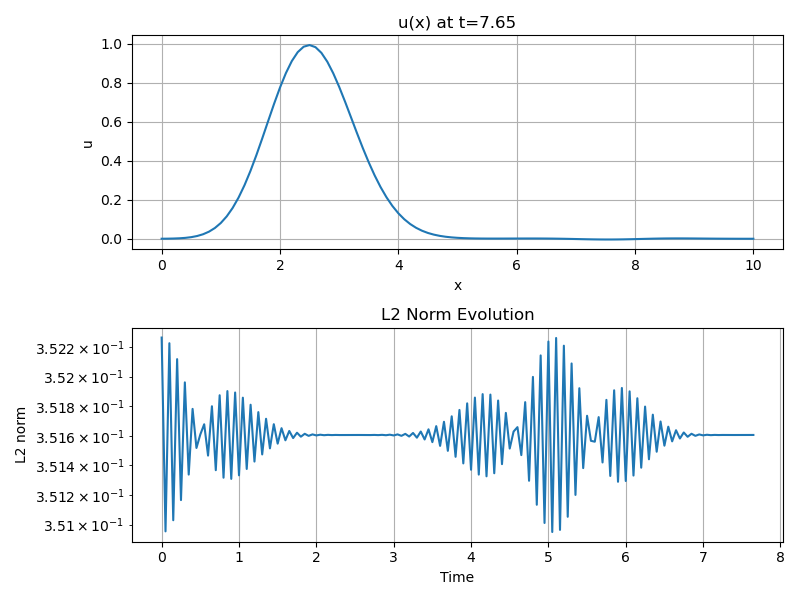 u(x) at t=7.65
1.0
0.8
0.6
0.4
0.2
0.0
u
0 2 4 6 8 10
x
L2 Norm Evolution
3.522 × 10⁻¹
3.52 × 10⁻¹
3.518 × 10⁻¹
3.516 × 10⁻¹
3.514 × 10⁻¹
3.512 × 10⁻¹
3.51 × 10⁻¹
L2 norm
0 1 2 3 4 5 6 7 8
Time